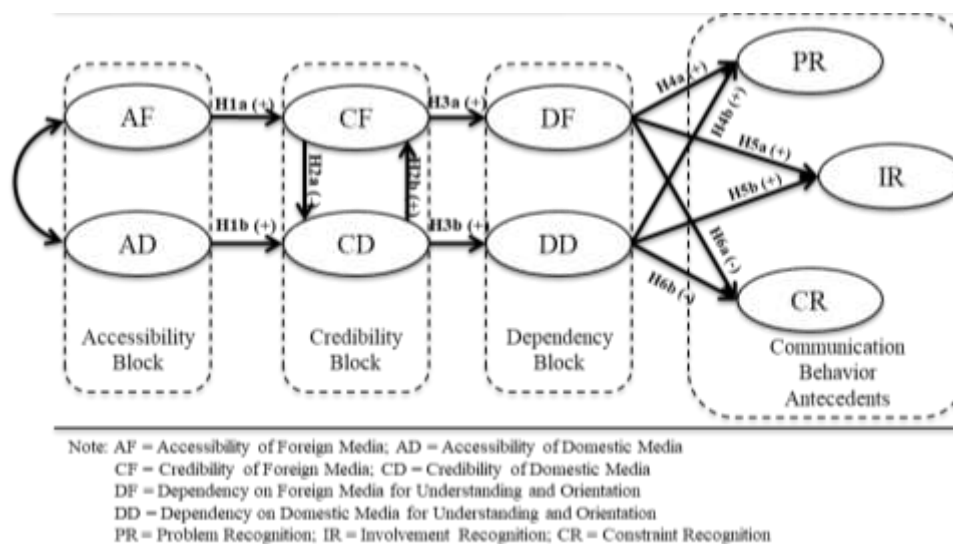 PR
H4a (+)
H4b (+)
AF
H1a (+)
CF
H3a (+)
DF
H5a (+)
IR
H2a
H2b (+)
H5b (+)
AD
H1b (+)
CD
H3b (+)
DD
H6a (-)
H6b (-)
CR
Accessibility
Block
Credibility
Block
Dependency
Block
Communication
Behavior
Antecedents
Note: AF = Accessibility of Foreign Media; AD = Accessibility of Domestic Media
CF = Credibility of Foreign Media; CD = Credibility of Domestic Media
DF = Dependency on Foreign Media for Understanding and Orientation
DD = Dependency on Domestic Media for Understanding and Orientation
PR = Problem Recognition; IR = Involvement Recognition; CR = Constraint Recognition